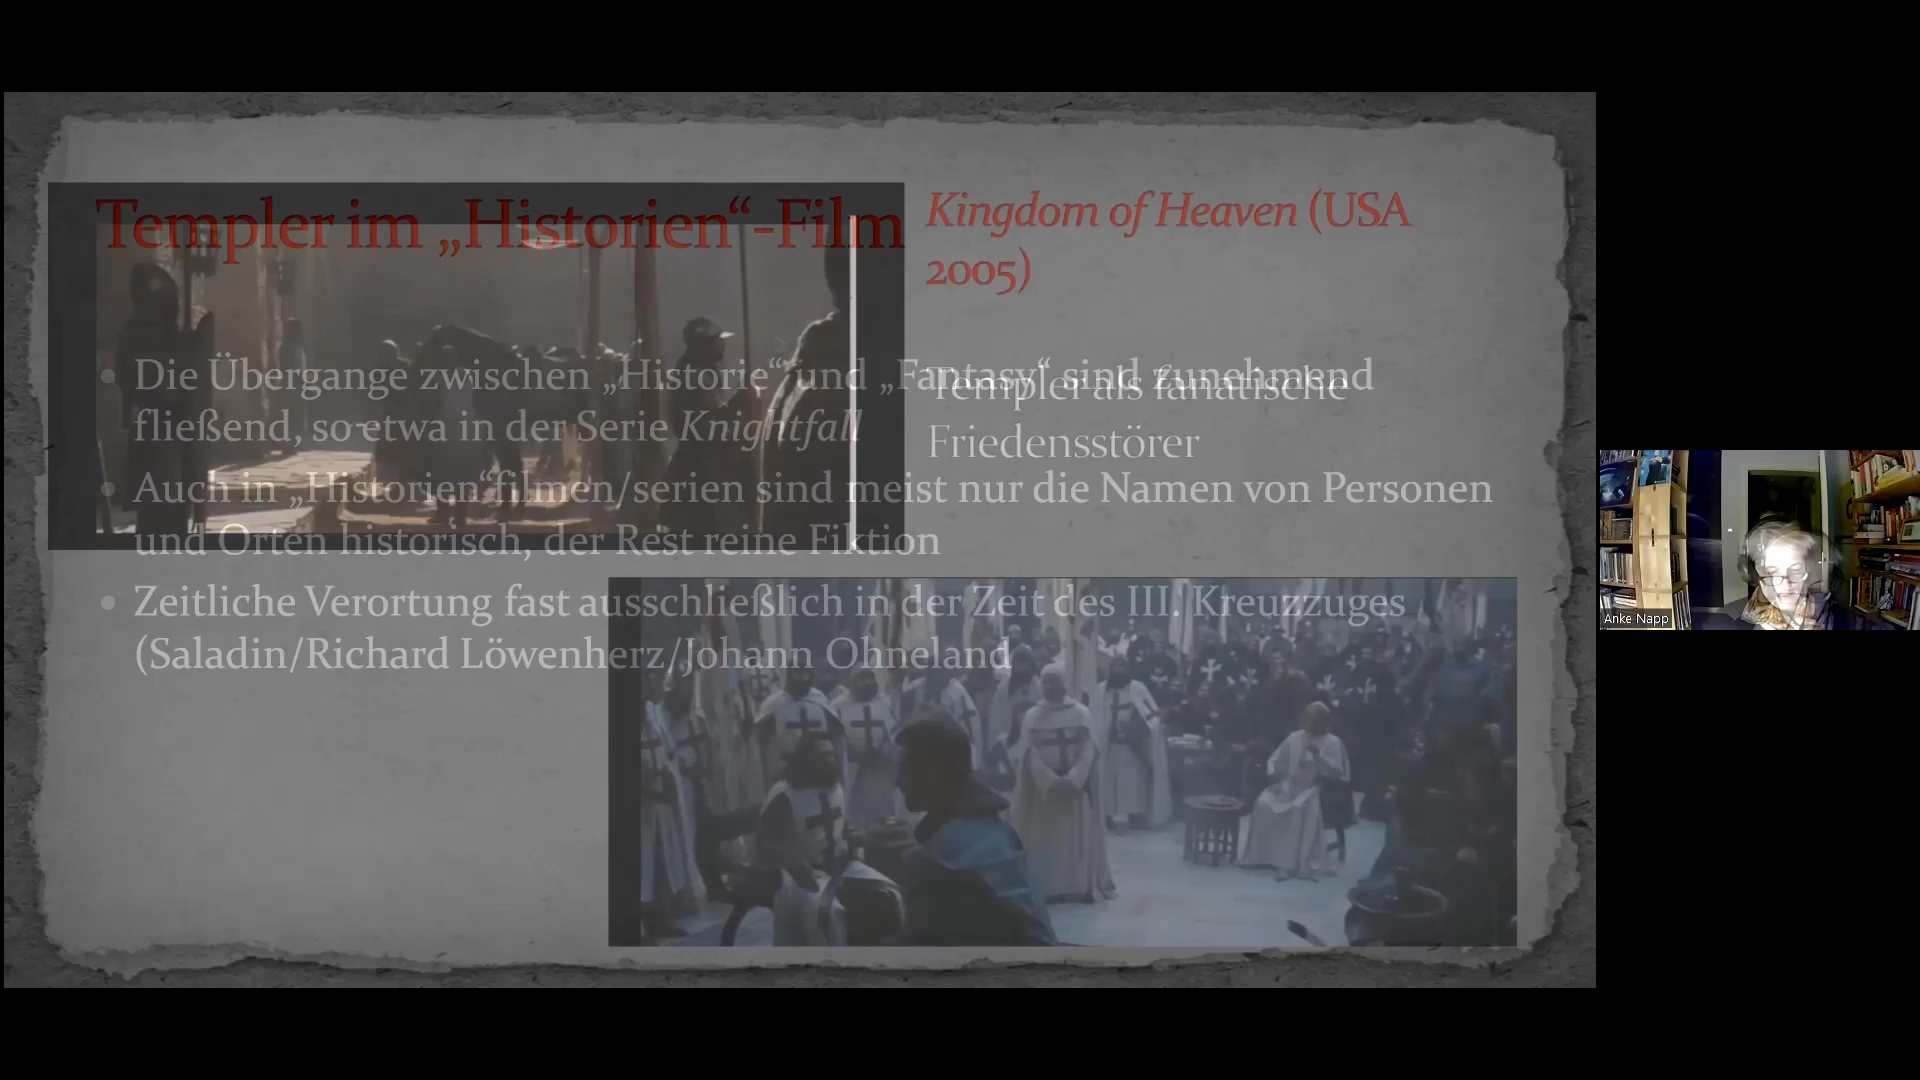 Templer im „Historien“-Film
Die Übergange zwischen „Historie“ und „Fantasy“ sind zunehmend
fließend, so etwa in der Serie Knightfall
Auch in „Historien“filmen/serien sind meist nur die Namen von Personen
und Orten historisch, der Rest reine Fiktion
Zeitliche Verortung fast ausschließlich in der Zeit des III. Kreuzzuges
(Saladin/Richard Löwenherz/Johann Ohneland
Kingdom of Heaven (USA
2005)
Templer als fanatische
Friedensstörer
Anke Napp